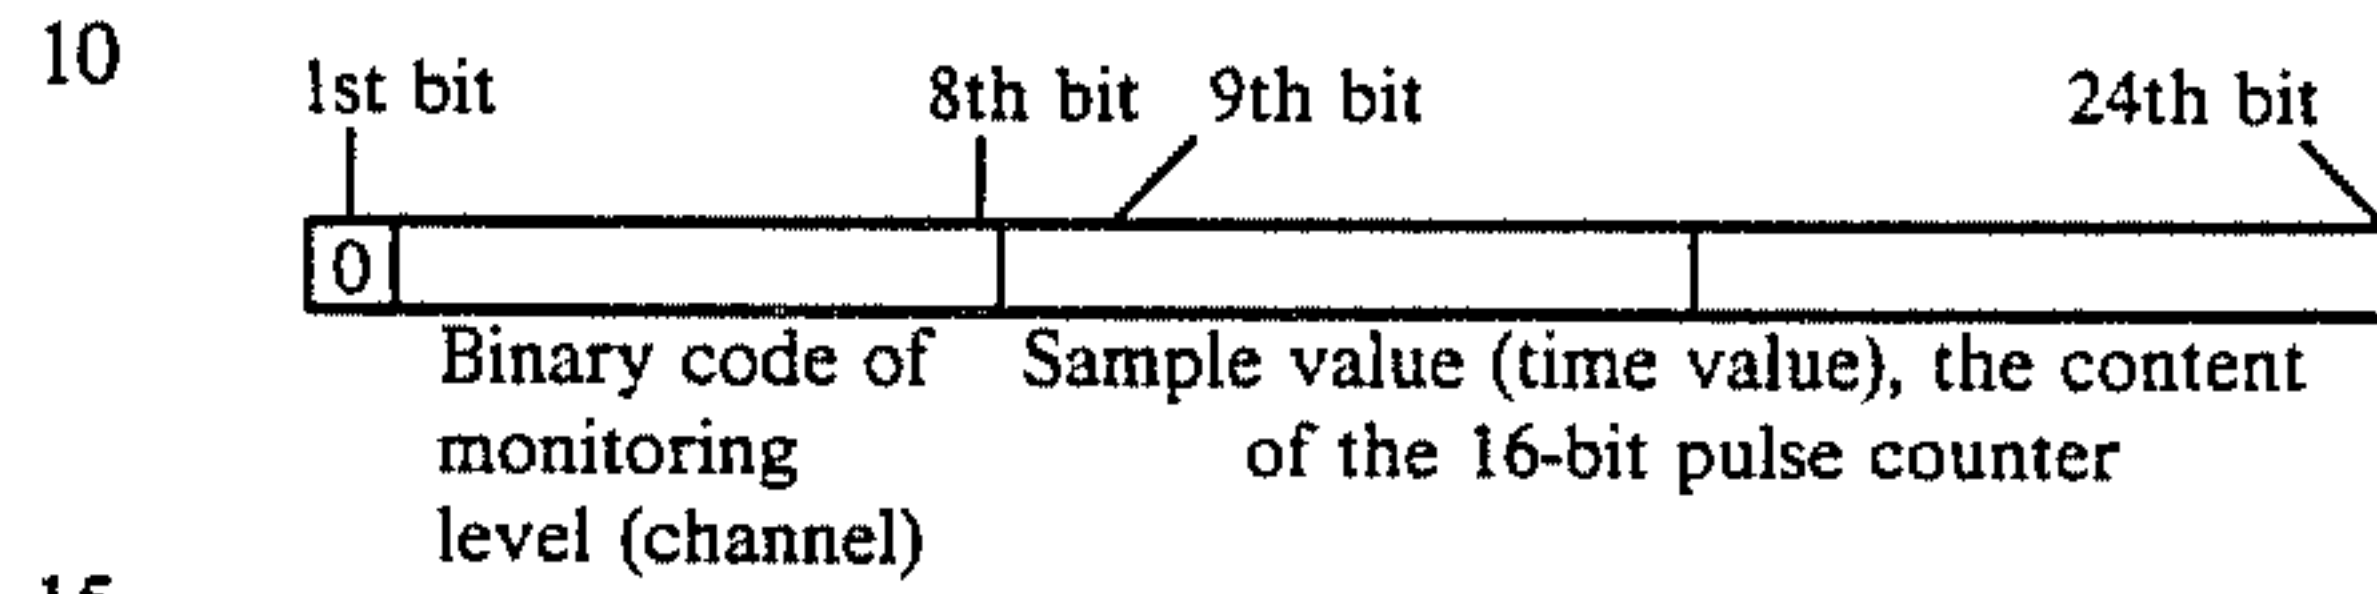 10
1st bit 8th bit 9th bit 24th bit
0
Binary code of Sample value (time value), the content
monitoring of the 16-bit pulse counter
level (channel)